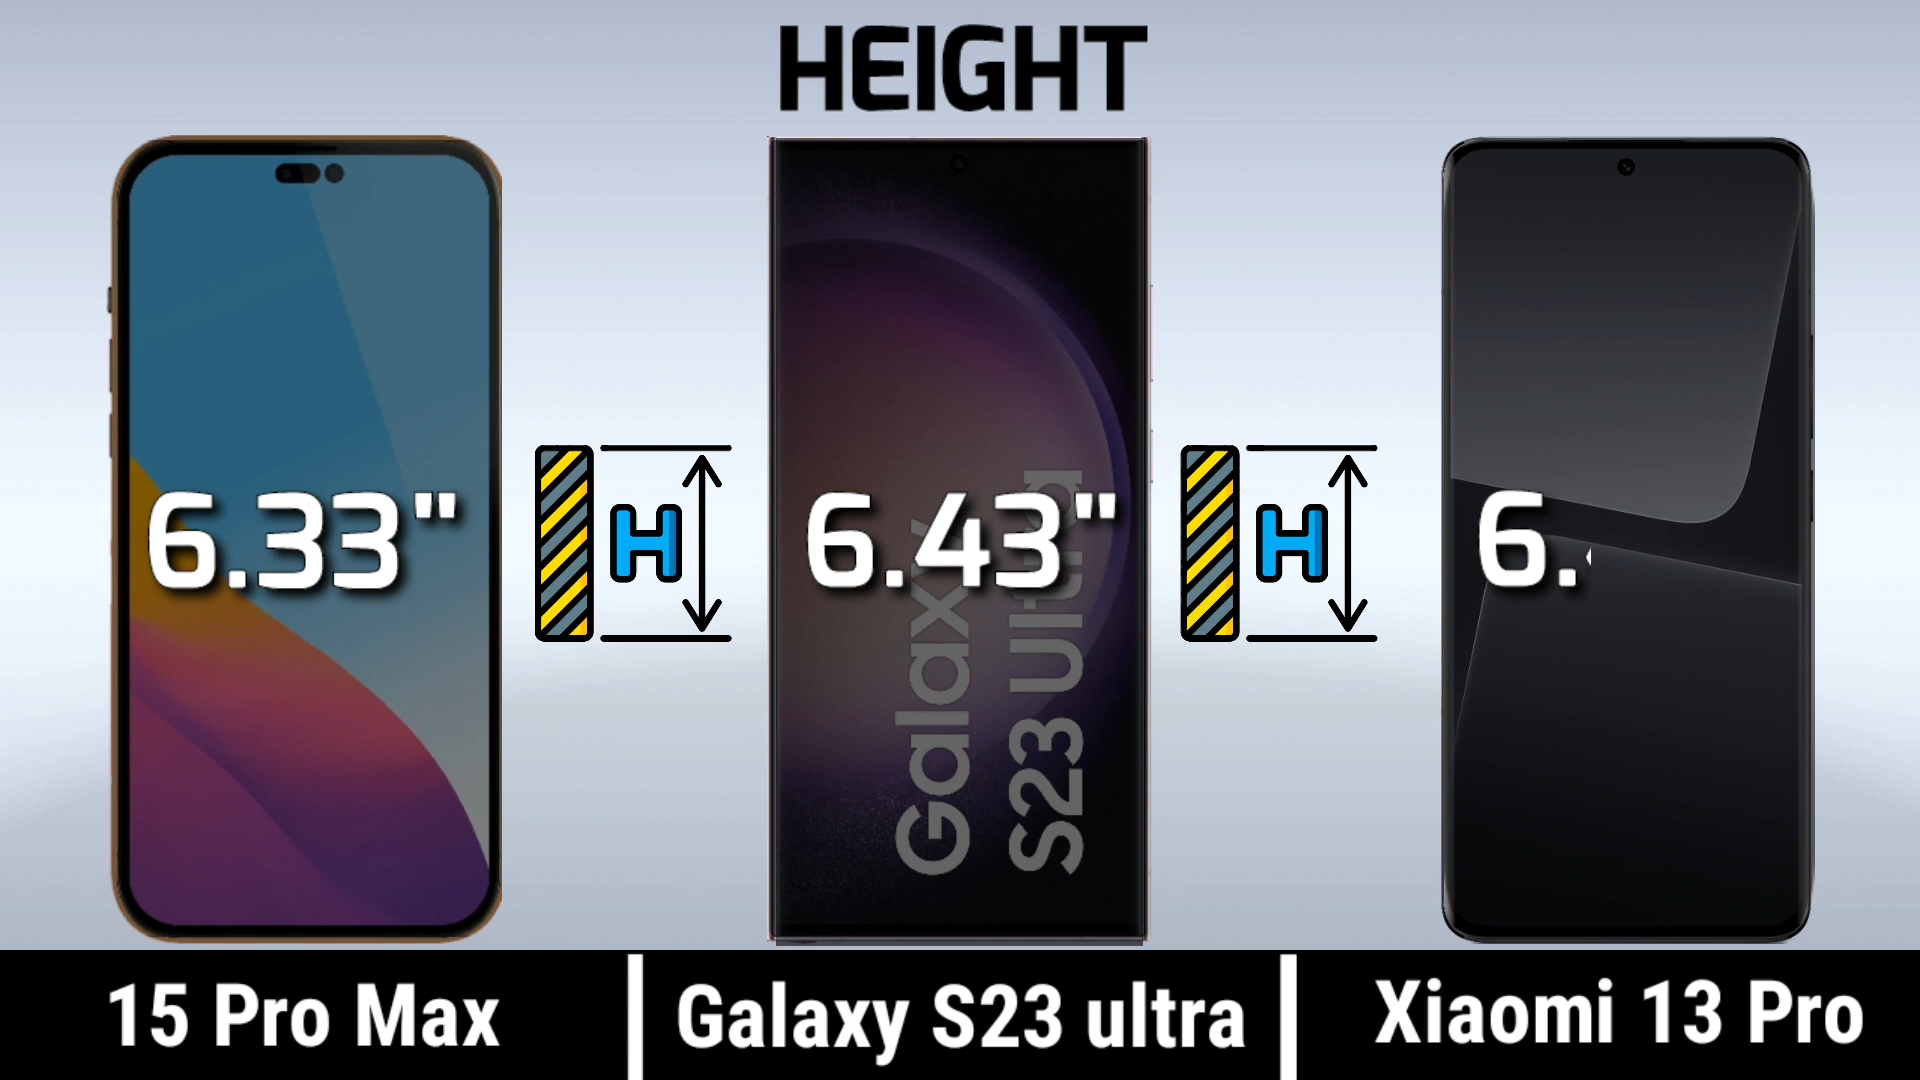 HEIGHT
6.33"
H
6.43"
H
6.
Galaxy
S23 Ultra
15 Pro Max
Galaxy S23 ultra
Xiaomi 13 Pro